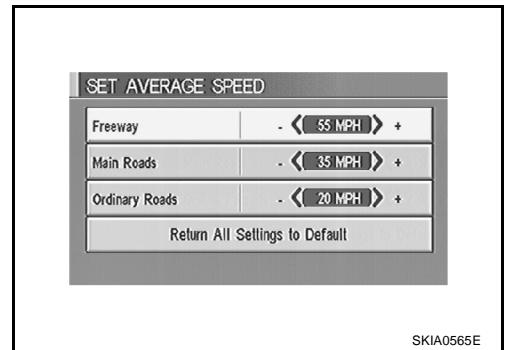 SET AVERAGE SPEED
Freeway - 55 MPH +
Main Roads - 35 MPH +
Ordinary Roads - 20 MPH +
Return All Settings to Default
SKIA0565E